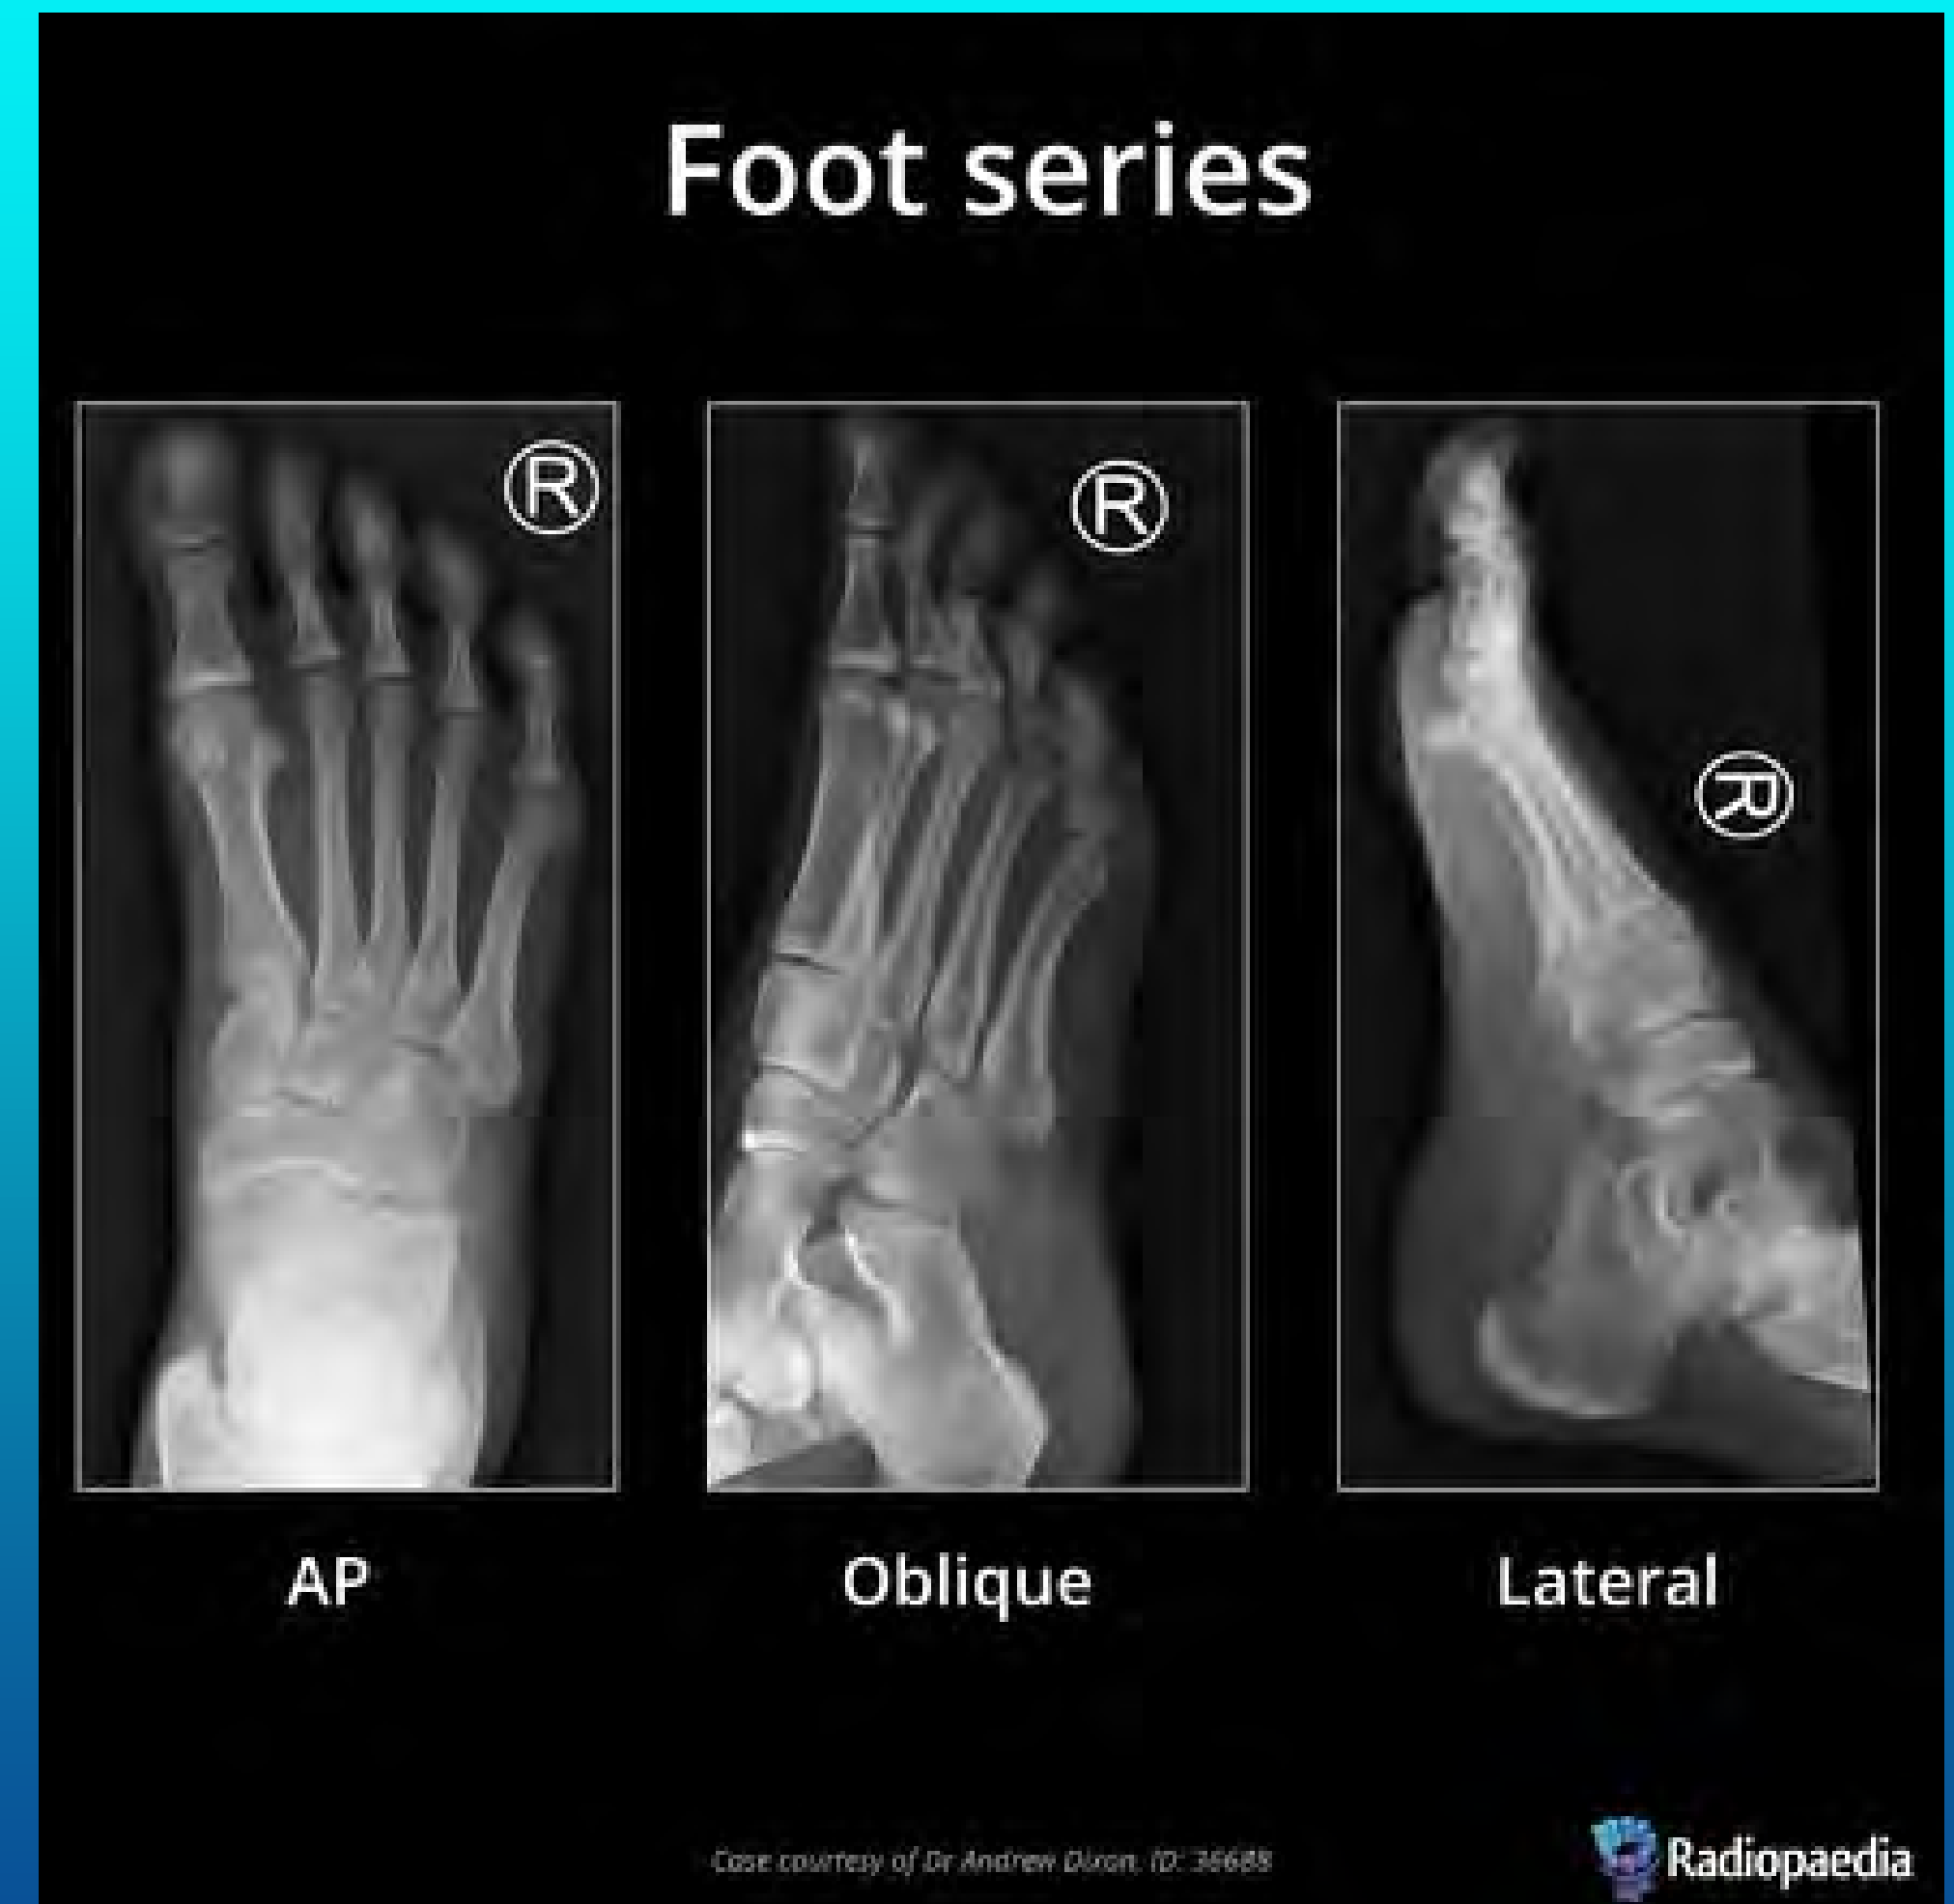 Foot series
R
R
R
AP
Oblique
Lateral
Case courtesy of Dr Andrew Dixon. ID: 36688
Radiopaedia